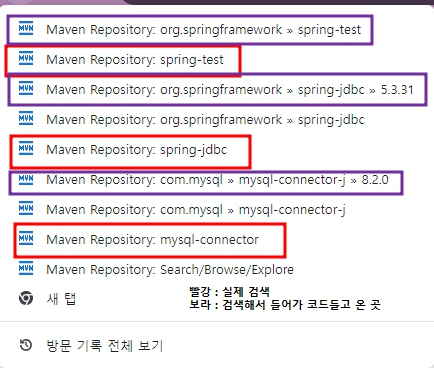 MVN Maven Repository: org.springframework » spring-test
MVN Maven Repository: spring-test
MVN Maven Repository: org.springframework » spring-jdbc » 5.3.31
MVN Maven Repository: org.springframework » spring-jdbc
MVN Maven Repository: spring-jdbc
MVN Maven Repository: com.mysql » mysql-connector-j » 8.2.0
MVN Maven Repository: com.mysql » mysql-connector-j
MVN Maven Repository: mysql-connector
MVN Maven Repository: Search/Browse/Explore
새 탭
빨강 : 실제 검색
보라 : 검색해서 들어가 코드들고 온 곳
방문 기록 전체 보기